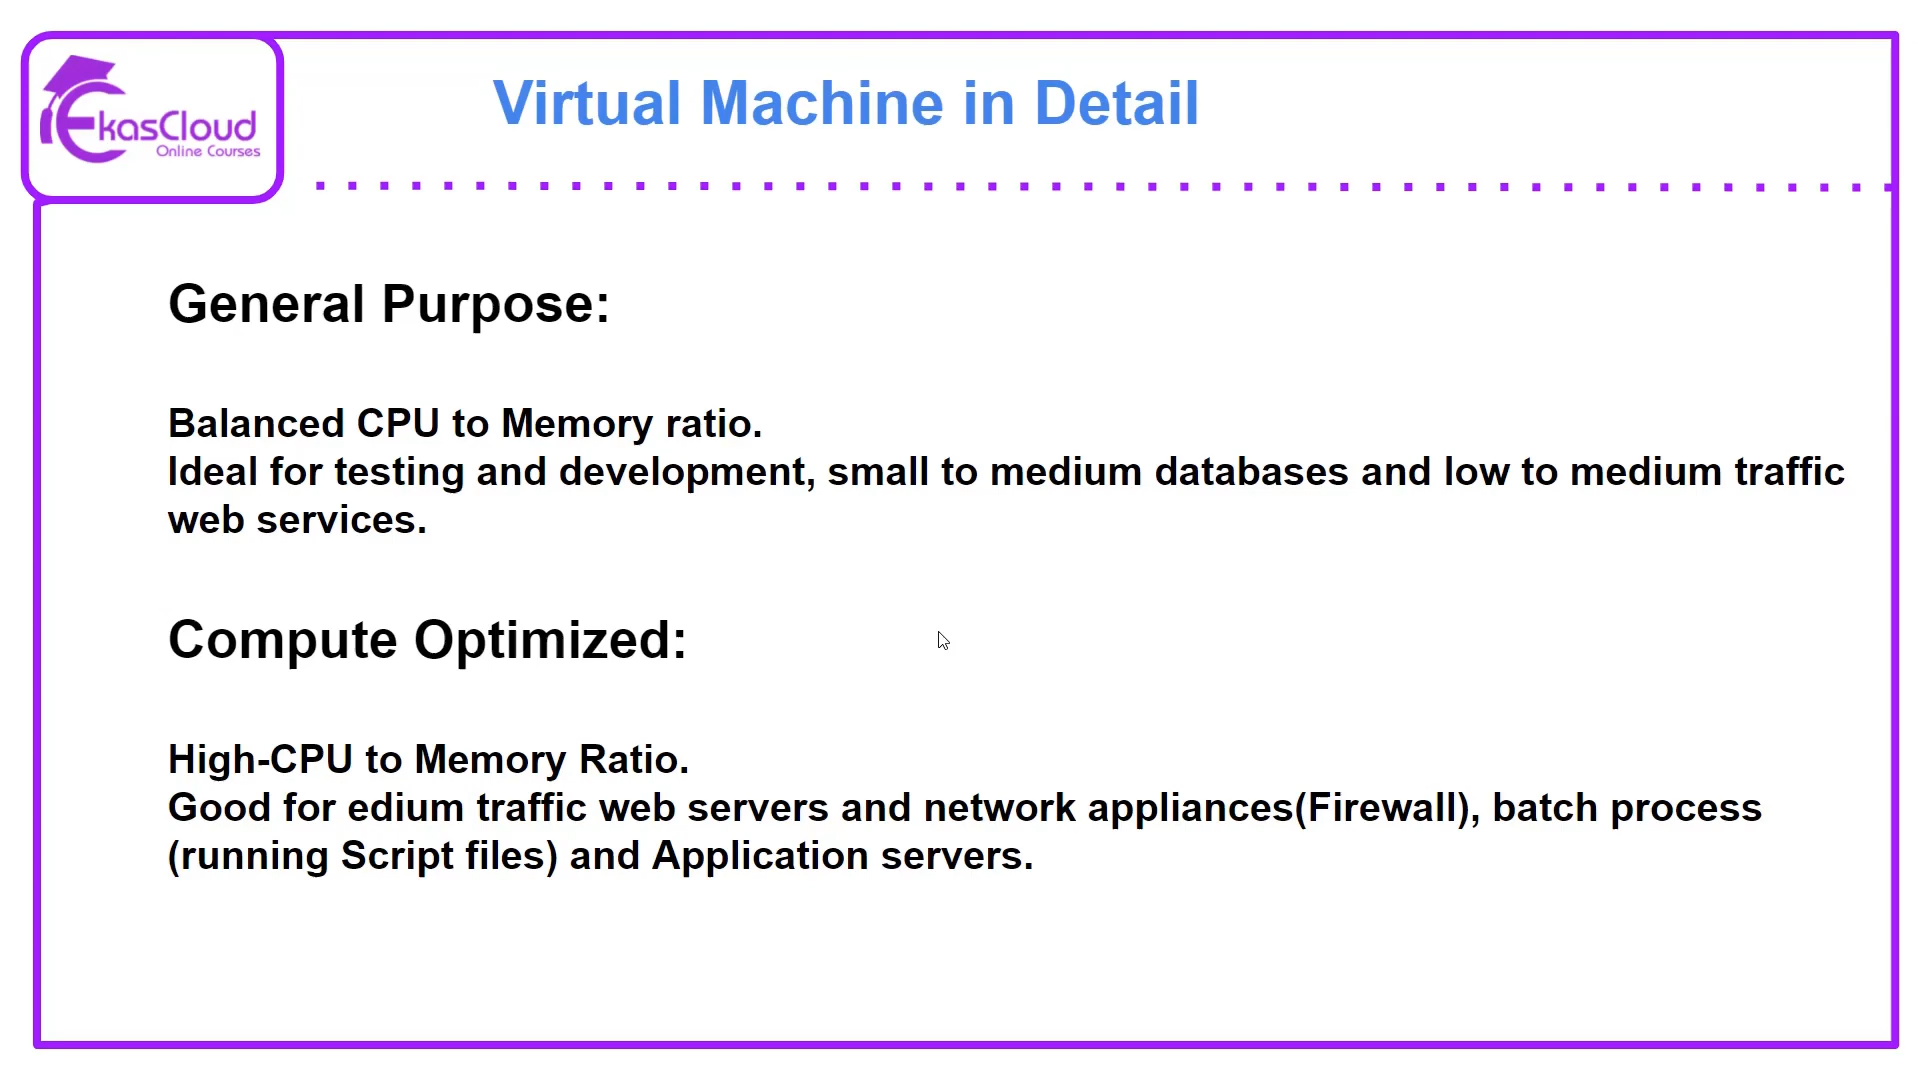 EkasCloud
Online Courses
Virtual Machine in Detail
General Purpose:
Balanced CPU to Memory ratio.
Ideal for testing and development, small to medium databases and low to medium traffic
web services.
Compute Optimized:
High-CPU to Memory Ratio.
Good for edium traffic web servers and network appliances(Firewall), batch process
(running Script files) and Application servers.